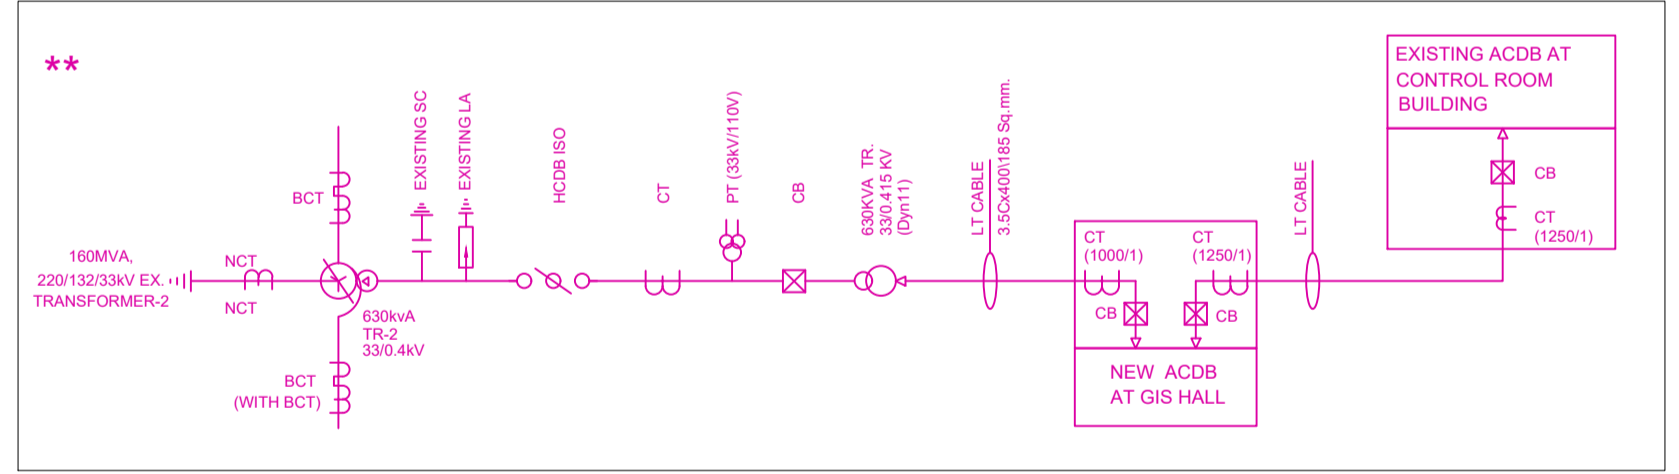 **
160MVA,
220/132/33kV EX.
TRANSFORMER-2
NCT
NCT
BCT
BCT
(WITH BCT)
630kvA
TR-2
33/0.4kV
EXISTING SC
EXISTING LA
HCDB ISO
CT
PT (33kV/110V)
CB
630KVA TR.
33/0.415 KV
(Dyn11)
LT CABLE
3.5Cx400\185 Sq.mm.
CT
(1000/1)
CB
CT
(1250/1)
CB
NEW ACDB
AT GIS HALL
LT CABLE
EXISTING ACDB AT
CONTROL ROOM
BUILDING
CB
CT
(1250/1)